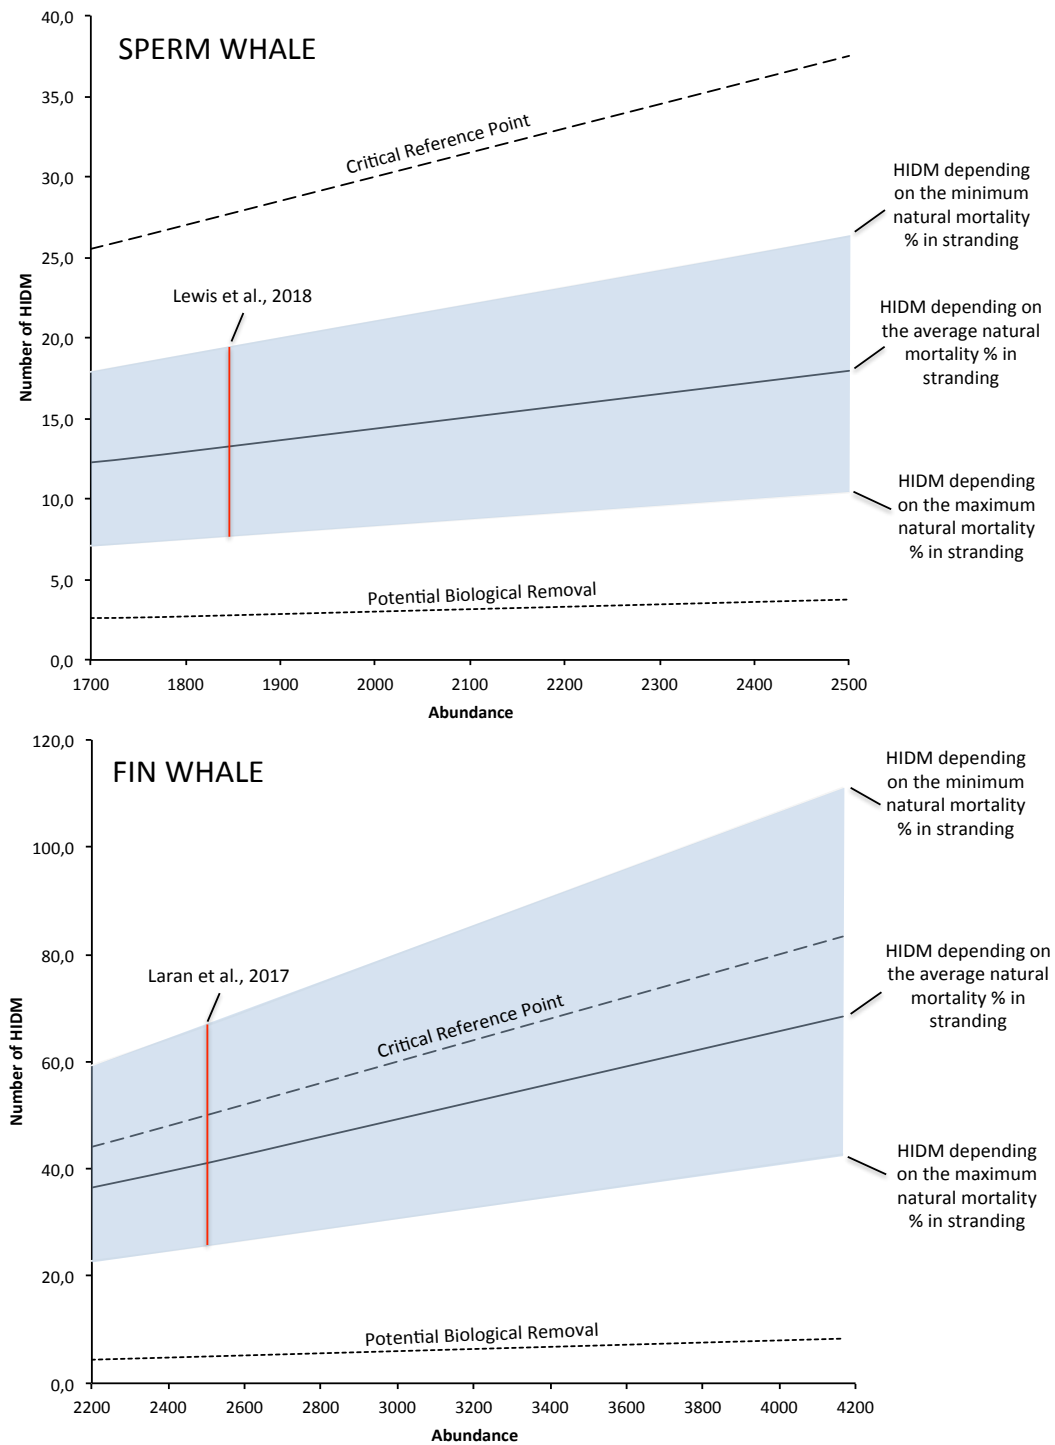 SPERM WHALE
40,0
35,0
30,0
25,0
20,0
15,0
10,0
5,0
0,0
Number of HIDM
Critical Reference Point
Lewis et al., 2018
Potential Biological Removal
HIDM depending
on the minimum
natural mortality
% in stranding
HIDM depending on
the average natural
mortality % in
stranding
HIDM depending
on the maximum
natural mortality
% in stranding
1700 1800 1900 2000 2100 2200 2300 2400 2500
Abundance
FIN WHALE
120,0
100,0
80,0
60,0
40,0
20,0
0,0
Number of HIDM
Laran et al., 2017
Critical Reference Point
Potential Biological Removal
HIDM depending
on the minimum
natural mortality
% in stranding
HIDM depending on
the average natural
mortality % in
stranding
HIDM depending
on the maximum
natural mortality
% in stranding
2200 2400 2600 2800 3000 3200 3400 3600 3800 4000 4200
Abundance